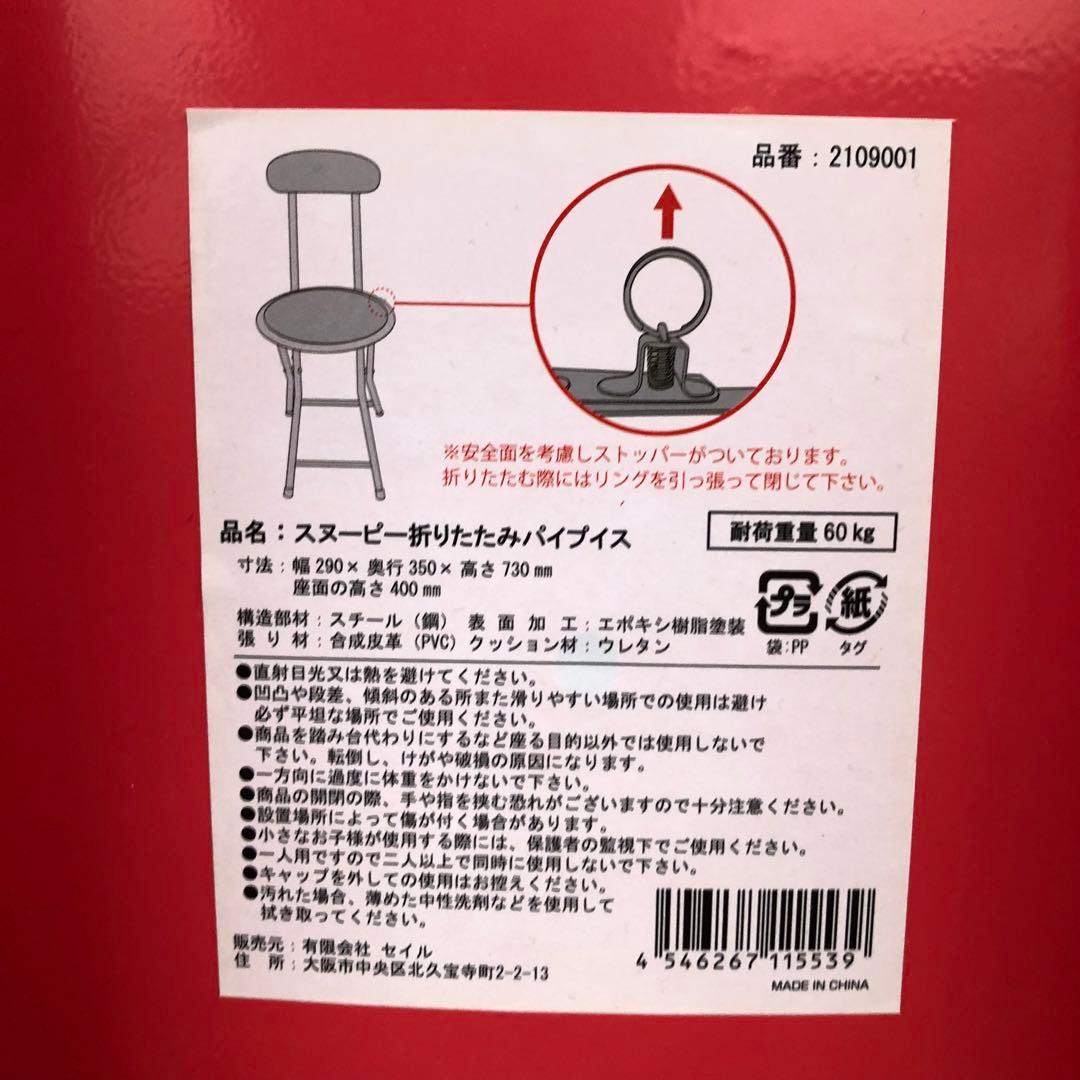 品番：2109001
※安全面を考慮しストッパーがついております。
折りたたむ際にはリングを引っ張って閉じて下さい。
品名：スヌーピー折りたたみパイプイス
耐荷重量60kg
寸法：幅290×奥行350×高さ730mm
座面の高さ400mm
構造部材：スチール（鋼） 表面加工：エポキシ樹脂塗装
張り材：合成皮革（PVC） クッション材：ウレタン
プラ
紙
袋：PP
タグ
●直射日光又は熱を避けてください。
●凹凸や段差、傾斜のある所また滑りやすい場所での使用は避け
必ず平坦な場所でご使用ください。
●商品を踏み台代わりにするなど座る目的以外では使用しないで
下さい。転倒し、けがや破損の原因になります。
●一方向に過度に体重をかけないで下さい。
●商品の開閉の際、手や指を挟む恐れがございますので十分注意ください。
●設置場所によって傷が付く場合があります。
●小さなお子様が使用する際には、保護者の監視下でご使用ください。
●一人用ですので二人以上で同時に使用しないで下さい。
●キャップを外しての使用はお控えください。
●汚れた場合、薄めた中性洗剤などを使用して
拭き取ってください。
販売元：有限会社 セイル
住所：大阪市中央区北久宝寺町2-2-13
4 546267 115539
MADE IN CHINA